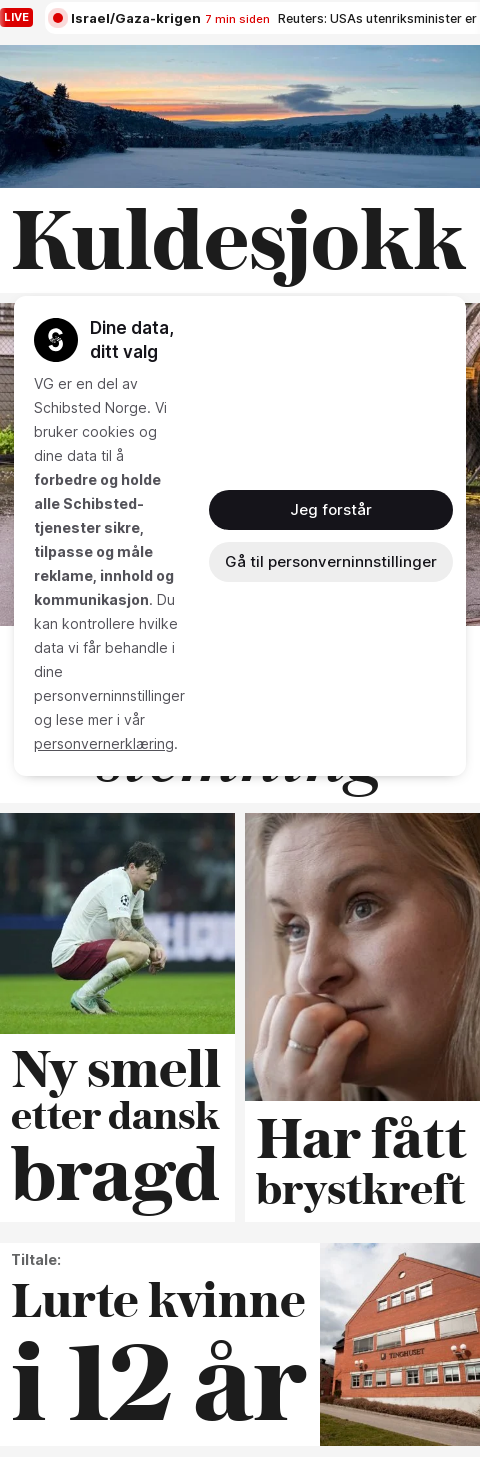 LIVE
Israel/Gaza-krigen 7 min siden Reuters: USAs utenriksminister er
Kuldesjokk
Dine data,
ditt valg
VG er en del av
Schibsted Norge. Vi
bruker cookies og
dine data til å
forbedre og holde
alle Schibsted-
tjenester sikre,
tilpasse og måle
reklame, innhold og
kommunikasjon. Du
kan kontrollere hvilke
data vi får behandle i
dine
personverninnstillinger
og lese mer i vår
personvernerklæring.
Jeg forstår
Gå til personverninnstillinger
stemning
Ny smell
etter dansk
bragd
Har fått
brystkreft
Tiltale:
Lurte kvinne
i 12 år
TINGHUSET